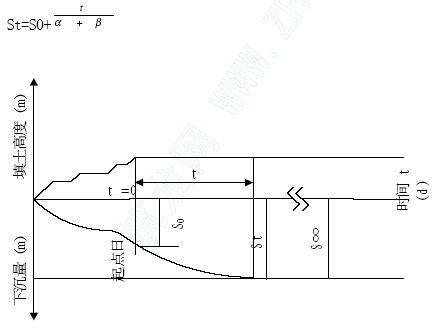 St=S0+ t
α + β
填土高度 (m)
时间 t (d)
t =0
t
S₀
St
S∞
起点日
下沉量 (m)